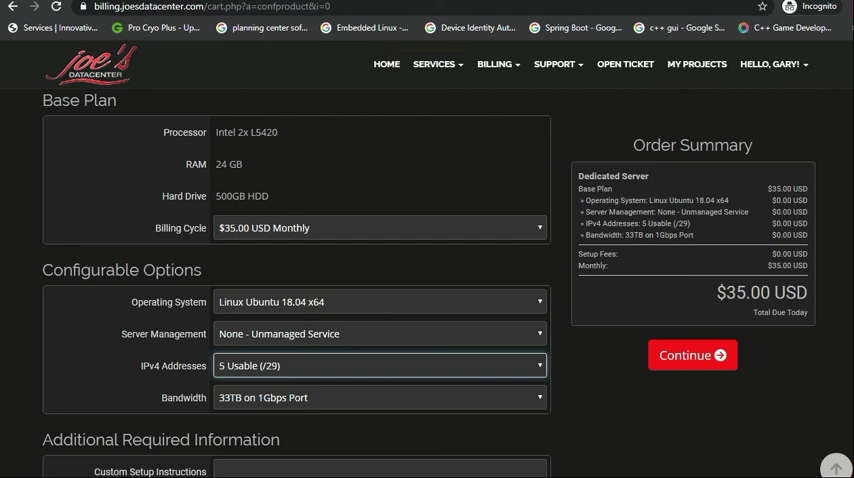 billing.joesdatacenter.com/cart.php?a=confproduct&i=0
Incognito
Services | Innovativ...
Pro Cryo Plus - Up...
planning center sof...
Embedded Linux -...
Device Identity Aut...
Spring Boot - Goog...
c++ gui - Google S...
C++ Game Develop...
joe's
DATACENTER
HOME
SERVICES
BILLING
SUPPORT
OPEN TICKET
MY PROJECTS
HELLO, GARY!
Base Plan
Processor Intel 2x L5420
RAM 24 GB
Hard Drive 500GB HDD
Billing Cycle $35.00 USD Monthly
Configurable Options
Operating System Linux Ubuntu 18.04 x64
Server Management None - Unmanaged Service
IPv4 Addresses 5 Usable (/29)
Bandwidth 33TB on 1Gbps Port
Additional Required Information
Custom Setup Instructions
Order Summary
Dedicated Server
Base Plan $35.00 USD
» Operating System: Linux Ubuntu 18.04 x64 $0.00 USD
» Server Management: None - Unmanaged Service $0.00 USD
» IPv4 Addresses: 5 Usable (/29) $0.00 USD
» Bandwidth: 33TB on 1Gbps Port $0.00 USD
Setup Fees: $0.00 USD
Monthly: $35.00 USD
$35.00 USD
Total Due Today
Continue